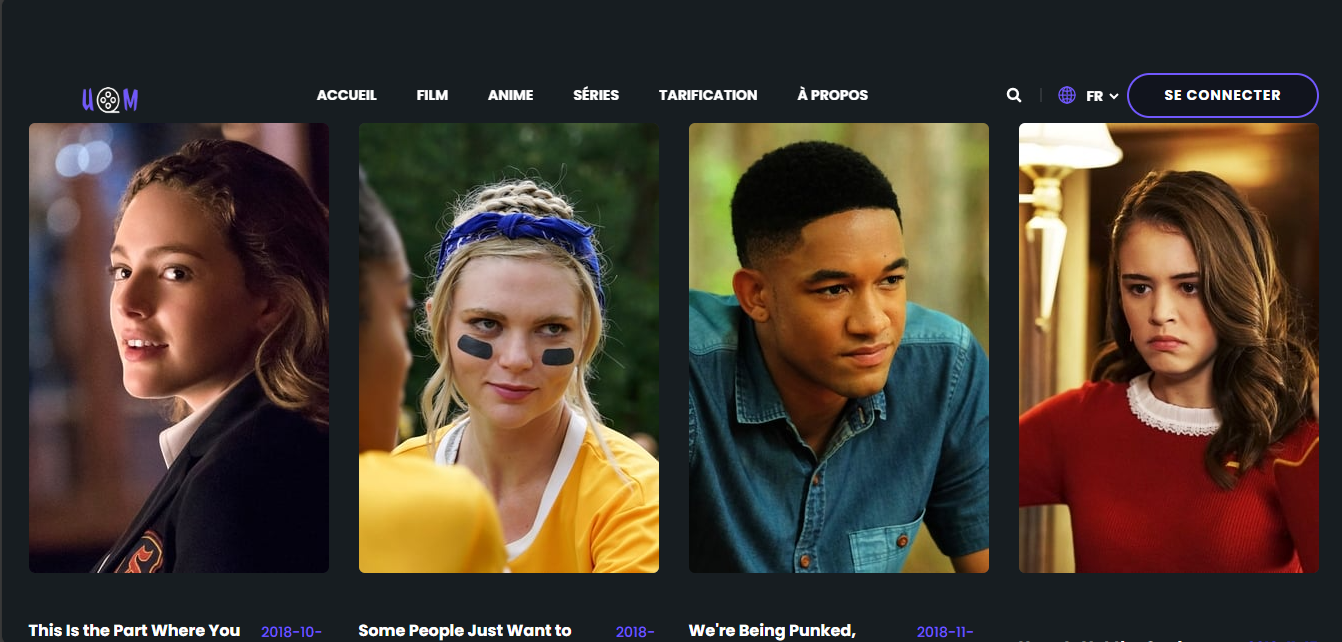 UM
ACCUEIL FILM ANIME SÉRIES TARIFICATION À PROPOS FR SE CONNECTER
This Is the Part Where You 2018-10-
Some People Just Want to 2018-
We're Being Punked, 2018-11-